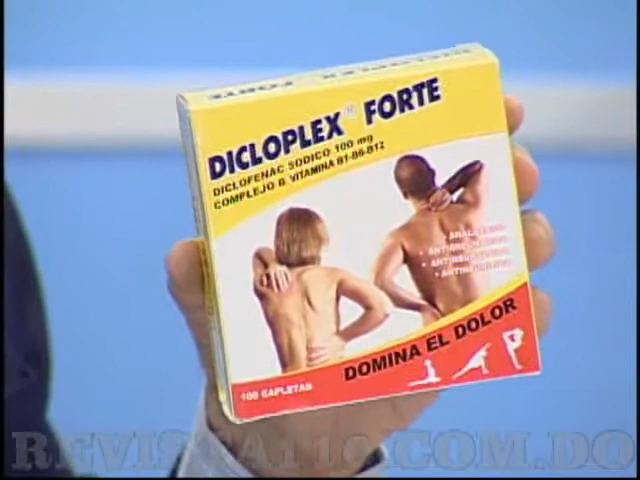 DICLOPLEX® FORTE
DICLOPLEX® FORTE
DICLOFENAC SODICO 100 mg
COMPLEJO B. VITAMINA B1-B6-B12
DOMINA EL DOLOR
100 CAPLETAS
REVISTA110.COM.DO